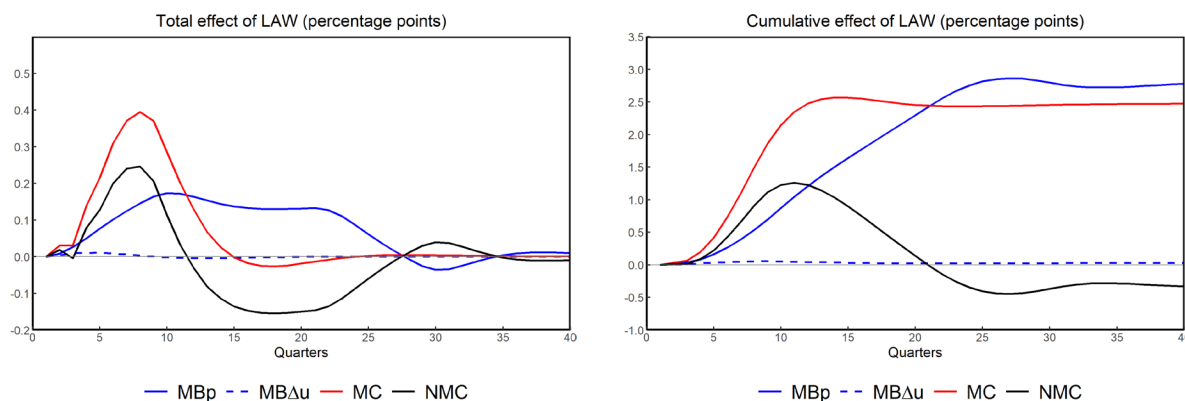 Total effect of LAW (percentage points)
0.5
0.4
0.3
0.2
0.1
0.0
-0.1
-0.2
0 5 10 15 20 25 30 35 40
Quarters
MBp MBΔu MC NMC
Cumulative effect of LAW (percentage points)
3.5
3.0
2.5
2.0
1.5
1.0
0.5
0.0
-0.5
-1.0
0 5 10 15 20 25 30 35 40
Quarters
MBp MBΔu MC NMC